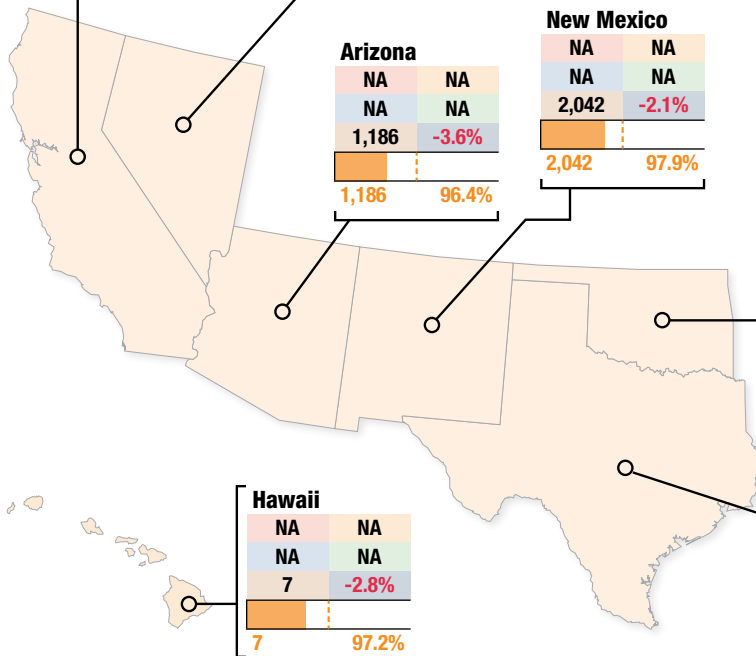 New Mexico
NA NA
NA NA
2,042 -2.1%
2,042 97.9%
Arizona
NA NA
NA NA
1,186 -3.6%
1,186 96.4%
Hawaii
NA NA
NA NA
7 -2.8%
7 97.2%